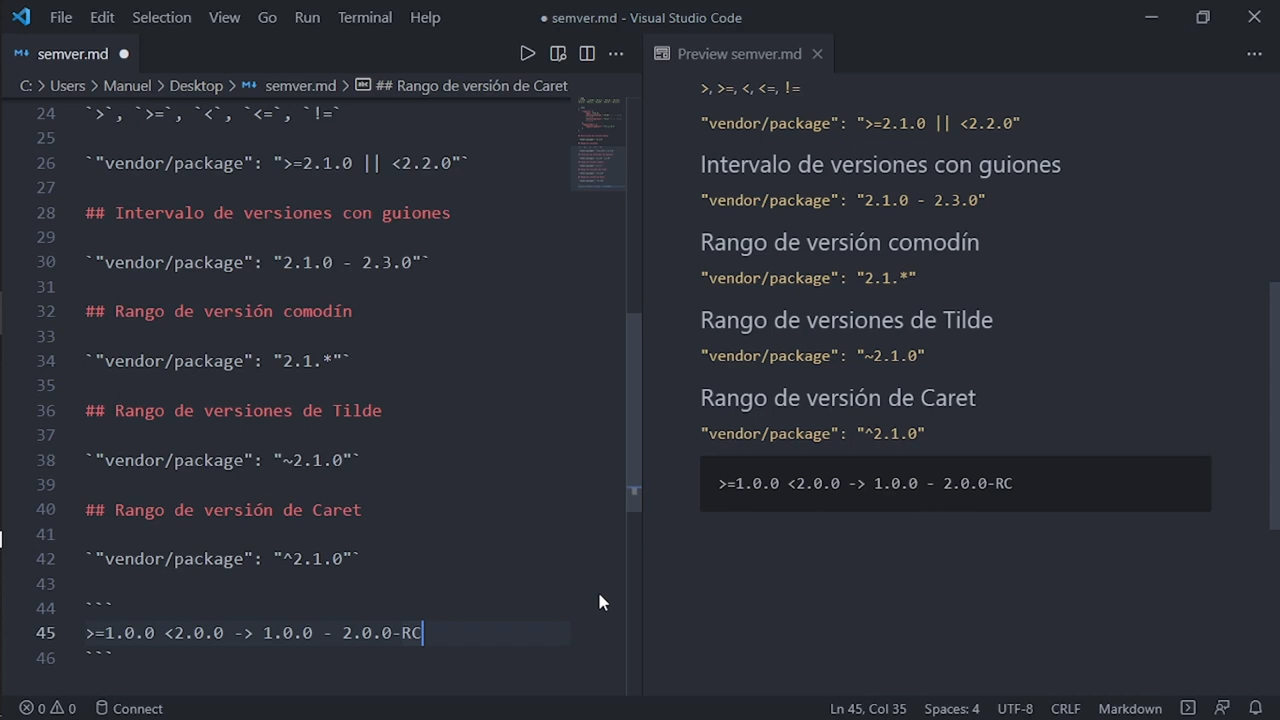 File Edit Selection View Go Run Terminal Help
● semver.md - Visual Studio Code
semver.md ●
Preview semver.md
C: > Users > Manuel > Desktop > semver.md > ## Rango de versión de Caret
24 `>`, `>=`, `<`, `<=`, `!=`
25
26 `"vendor/package": ">=2.1.0 || <2.2.0"`
27
28 ## Intervalo de versiones con guiones
29
30 `"vendor/package": "2.1.0 - 2.3.0"`
31
32 ## Rango de versión comodín
33
34 `"vendor/package": "2.1.*"`
35
36 ## Rango de versiones de Tilde
37
38 `"vendor/package": "~2.1.0"`
39
40 ## Rango de versión de Caret
41
42 `"vendor/package": "^2.1.0"`
43
44 ```
45 >=1.0.0 <2.0.0 -> 1.0.0 - 2.0.0-RC
46 ```
>, >=, <, <=, !=
"vendor/package": ">=2.1.0 || <2.2.0"
Intervalo de versiones con guiones
"vendor/package": "2.1.0 - 2.3.0"
Rango de versión comodín
"vendor/package": "2.1.*"
Rango de versiones de Tilde
"vendor/package": "~2.1.0"
Rango de versión de Caret
"vendor/package": "^2.1.0"
>=1.0.0 <2.0.0 -> 1.0.0 - 2.0.0-RC
0 0 Connect
Ln 45, Col 35 Spaces: 4 UTF-8 CRLF Markdown